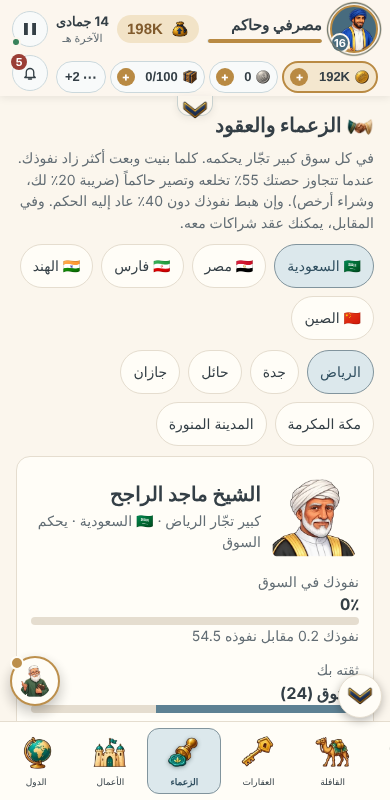 مصرفي وحاكم
16
198K
14 جمادى
الآخرة هـ
192K
0
0/100
+2 ...
5
الزعماء والعقود
في كل سوق كبير تجّار يحكمه. كلما بنيت وبعت أكثر زاد نفوذك.
عندما تتجاوز حصتك 55٪ تخلعه وتصير حاكماً (ضريبة 20٪ لك،
وشراء أرخص). وإن هبط نفوذك دون 40٪ عاد إليه الحكم. وفي
المقابل، يمكنك عقد شراكات معه.
السعودية
مصر
فارس
الهند
الصين
الرياض
جدة
حائل
جازان
مكة المكرمة
المدينة المنورة
الشيخ ماجد الراجح
كبير تجّار الرياض · السعودية · يحكم
السوق
نفوذك في السوق
0٪
نفوذك 0.2 مقابل نفوذه 54.5
ثقته بك
(24)
القافلة
العقارات
الزعماء
الأعمال
الدول